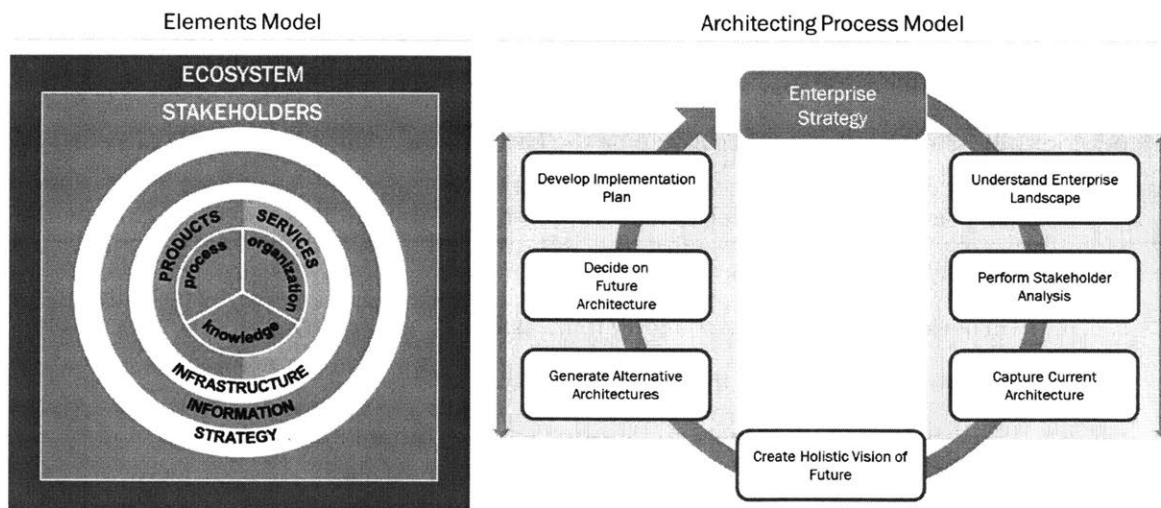 Elements Model
ECOSYSTEM
STAKEHOLDERS
PRODUCTS
SERVICES
process
organization
knowledge
INFRASTRUCTURE
INFORMATION
STRATEGY
Architecting Process Model
Enterprise
Strategy
Understand Enterprise
Landscape
Perform Stakeholder
Analysis
Capture Current
Architecture
Create Holistic Vision of
Future
Generate Alternative
Architectures
Decide on
Future
Architecture
Develop Implementation
Plan